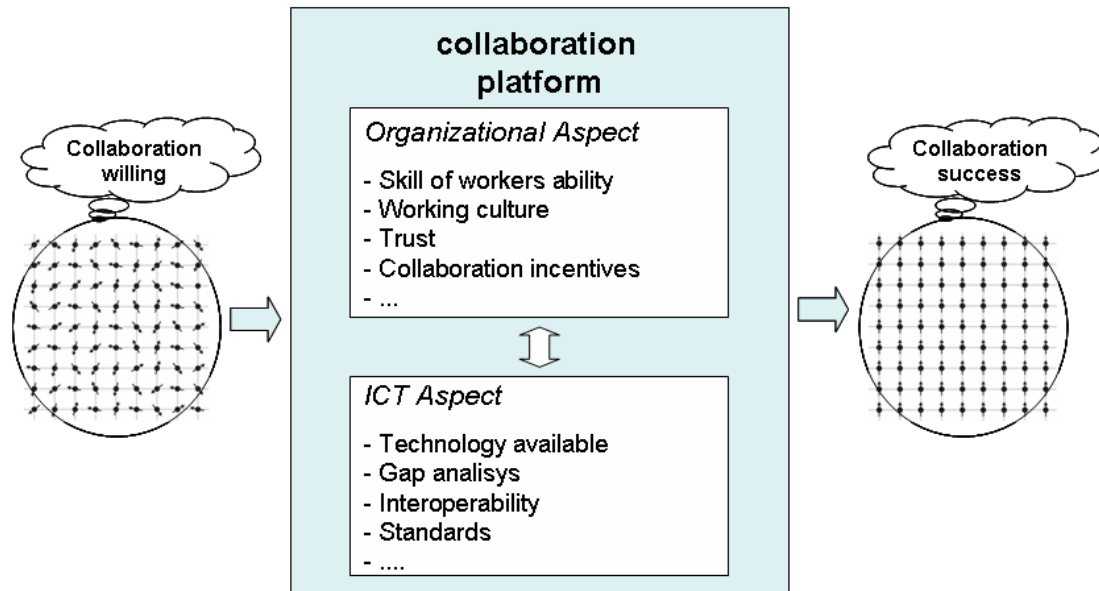 collaboration
platform
Collaboration
willing
Organizational Aspect
- Skill of workers ability
- Working culture
- Trust
- Collaboration incentives
- ...
ICT Aspect
- Technology available
- Gap analisys
- Interoperability
- Standards
- ....
Collaboration
success